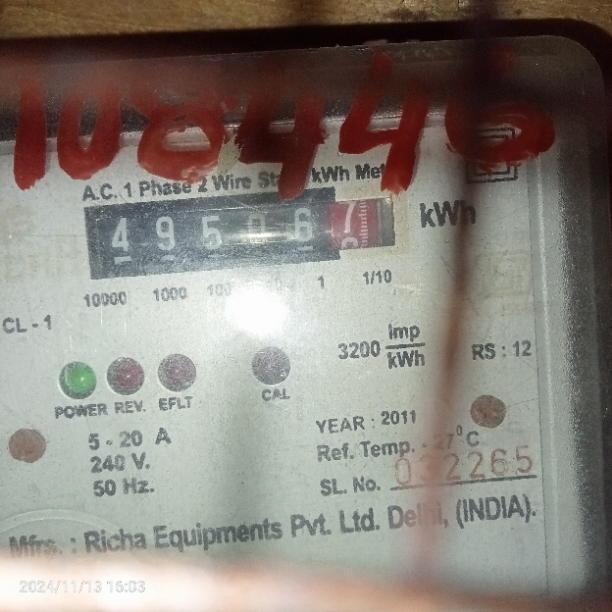 108446
A.C. 1 Phase 2 Wire kWh
4 9 5 6 7 kWh
10000 1000 1 1/10
CL - 1
3200 imp/kWh RS : 12
POWER REV. EFLT CAL
5 - 20 A
240 V.
50 Hz.
YEAR : 2011
Ref. Temp. - 27°C
SL. No. 032265
Mfrs. : Richa Equipments Pvt. Ltd. Delhi, (INDIA).
2024/11/13 16:03